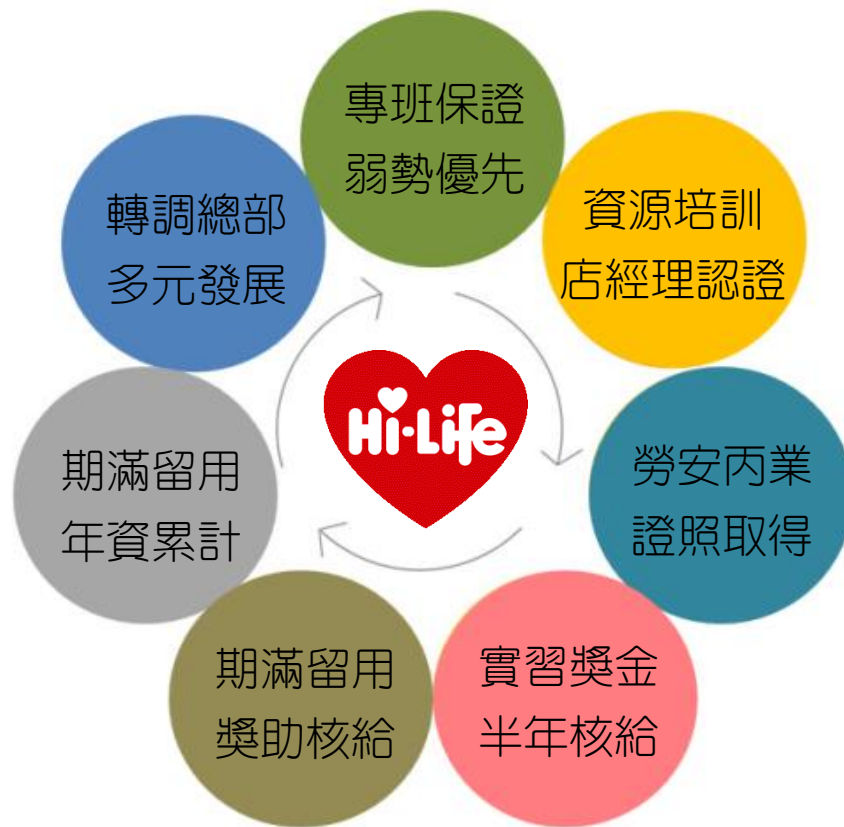 專班保證
弱勢優先
資源培訓
店經理認證
勞安丙業
證照取得
實習獎金
半年核給
期滿留用
獎助核給
期滿留用
年資累計
轉調總部
多元發展
Hi-Life